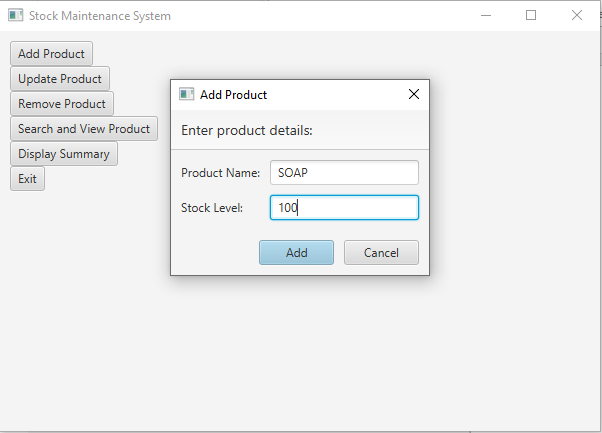 Stock Maintenance System
Add Product
Update Product
Remove Product
Search and View Product
Display Summary
Exit
Add Product
Enter product details:
Product Name: SOAP
Stock Level: 100
Add Cancel